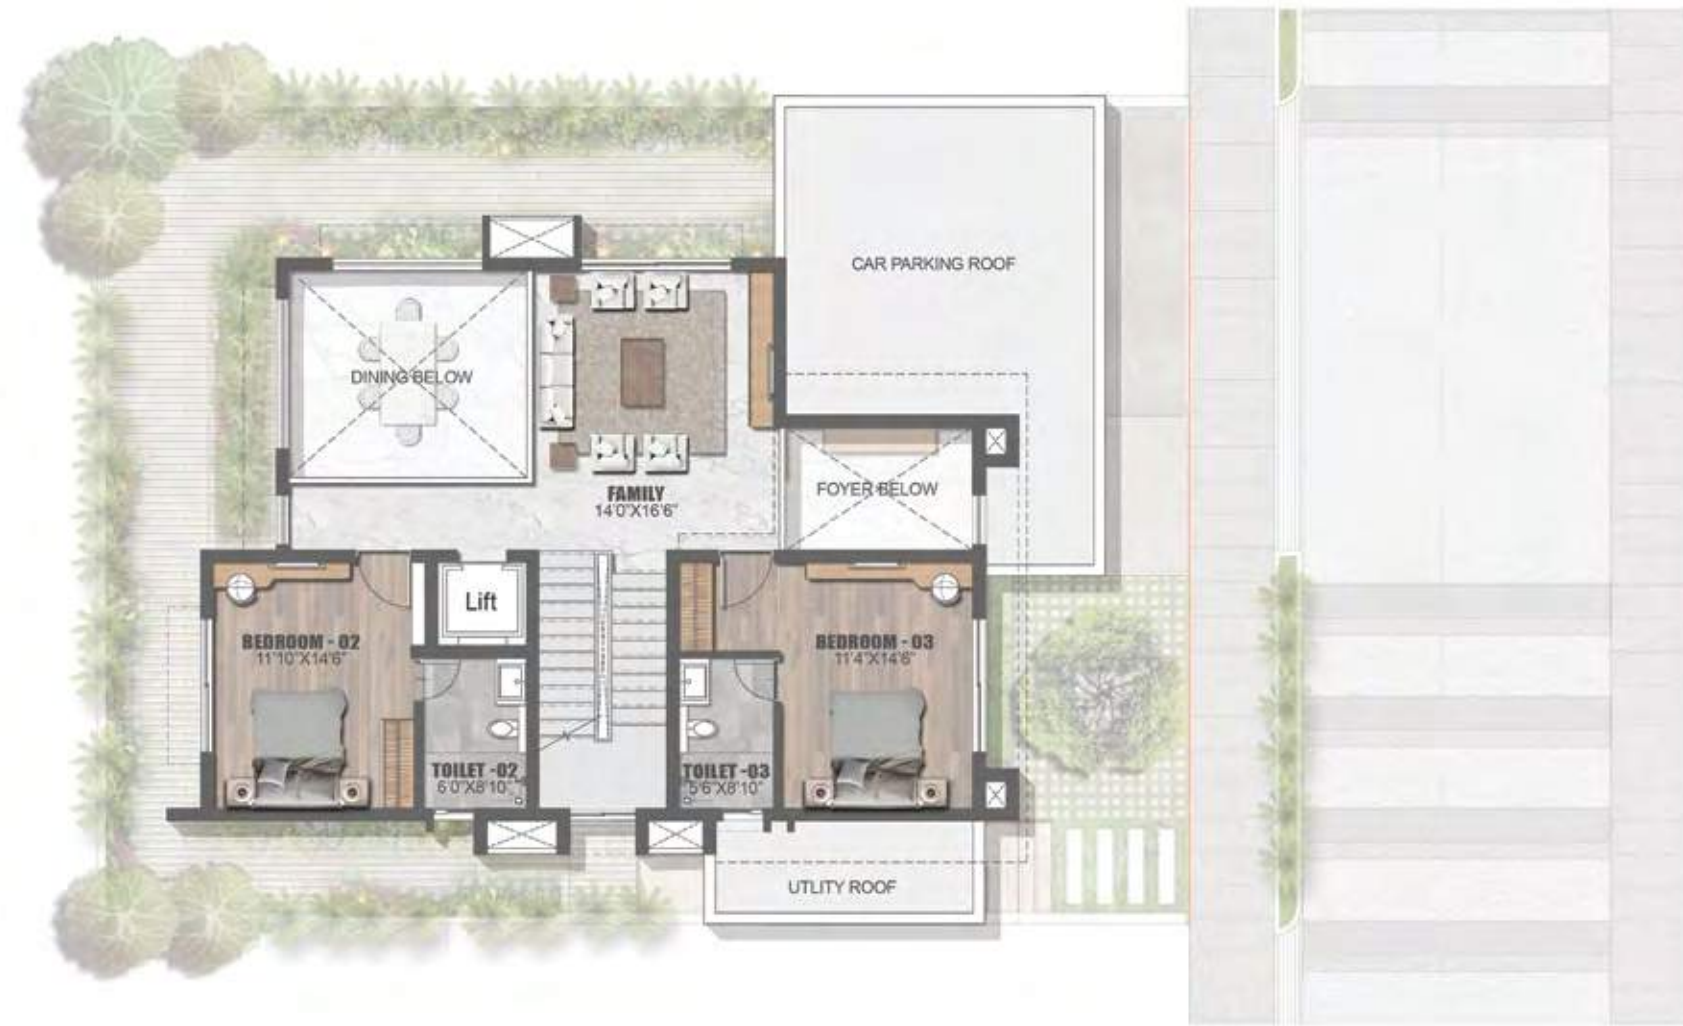 CAR PARKING ROOF
DINING BELOW
FOYER BELOW
FAMILY
14'0"X16'6"
Lift
BEDROOM - 02
11'10"X14'6"
BEDROOM - 03
11'4"X14'6"
TOILET -02
6'0"X8'10"
TOILET -03
5'6"X8'10"
UTLITY ROOF